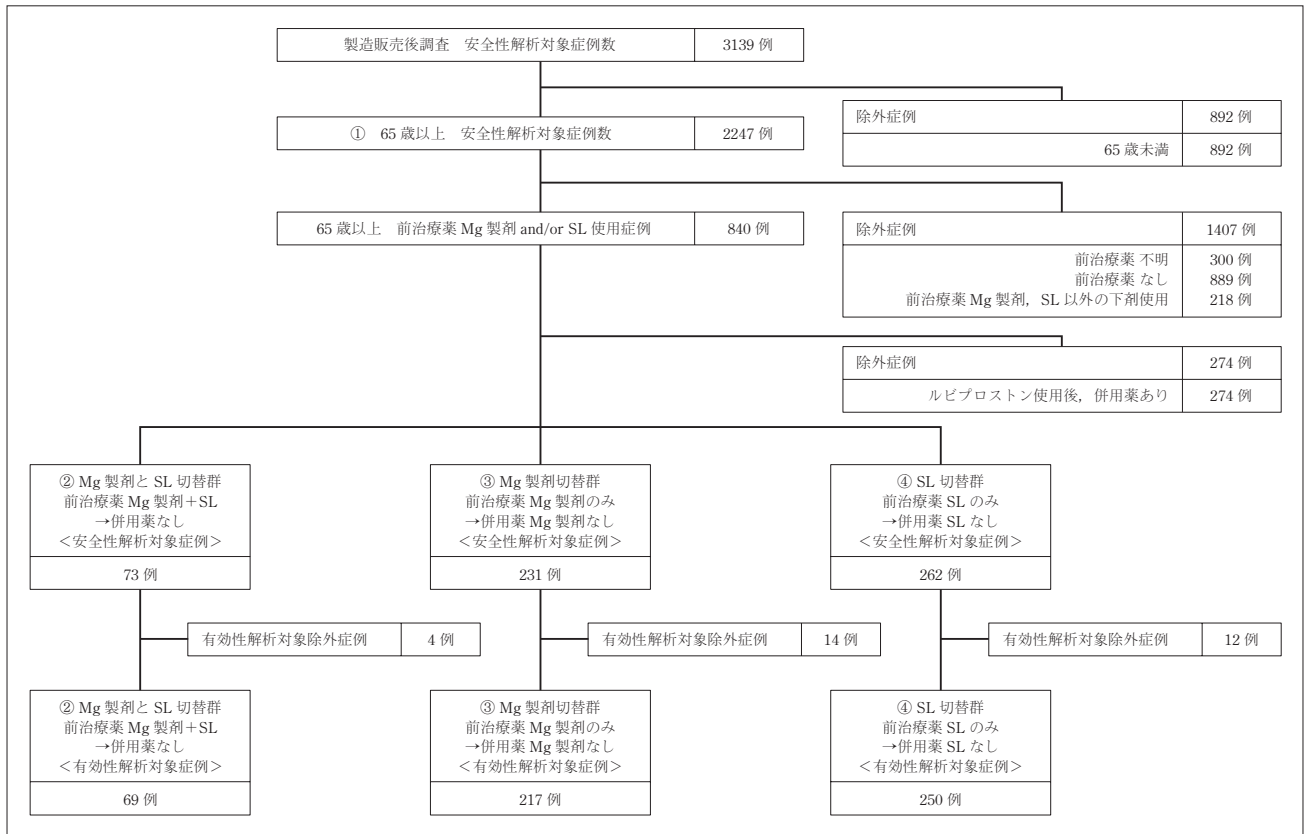 製造販売後調査　安全性解析対象症例数　3139 例
除外症例　892 例
65 歳未満　892 例
①　65 歳以上　安全性解析対象症例数　2247 例
65 歳以上　前治療薬 Mg 製剤 and/or SL 使用症例　840 例
除外症例　1407 例
前治療薬 不明　300 例
前治療薬 なし　889 例
前治療薬 Mg 製剤，SL 以外の下剤使用　218 例
除外症例　274 例
ルビプロストン使用後，併用薬あり　274 例
② Mg 製剤と SL 切替群
前治療薬 Mg 製剤＋SL
→併用薬なし
＜安全性解析対象症例＞
73 例
③ Mg 製剤切替群
前治療薬 Mg 製剤のみ
→併用薬 Mg 製剤なし
＜安全性解析対象症例＞
231 例
④ SL 切替群
前治療薬 SL のみ
→併用薬 SL なし
＜安全性解析対象症例＞
262 例
有効性解析対象除外症例　4 例
有効性解析対象除外症例　14 例
有効性解析対象除外症例　12 例
② Mg 製剤と SL 切替群
前治療薬 Mg 製剤＋SL
→併用薬なし
＜有効性解析対象症例＞
69 例
③ Mg 製剤切替群
前治療薬 Mg 製剤のみ
→併用薬 Mg 製剤なし
＜有効性解析対象症例＞
217 例
④ SL 切替群
前治療薬 SL のみ
→併用薬 SL なし
＜有効性解析対象症例＞
250 例